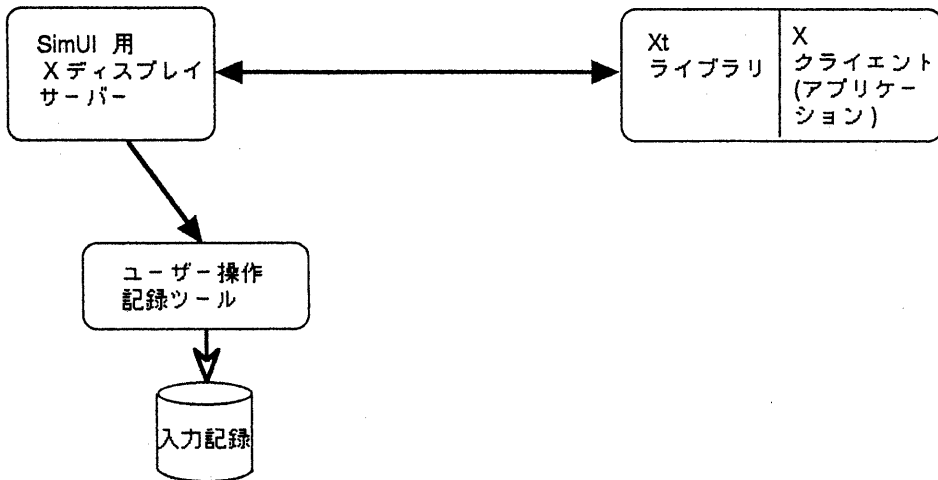 SimUI 用
X ディスプレイ
サーバー
Xt
ライブラリ
X
クライエント
(アプリケー
ション)
ユーザー操作
記録ツール
入力記録